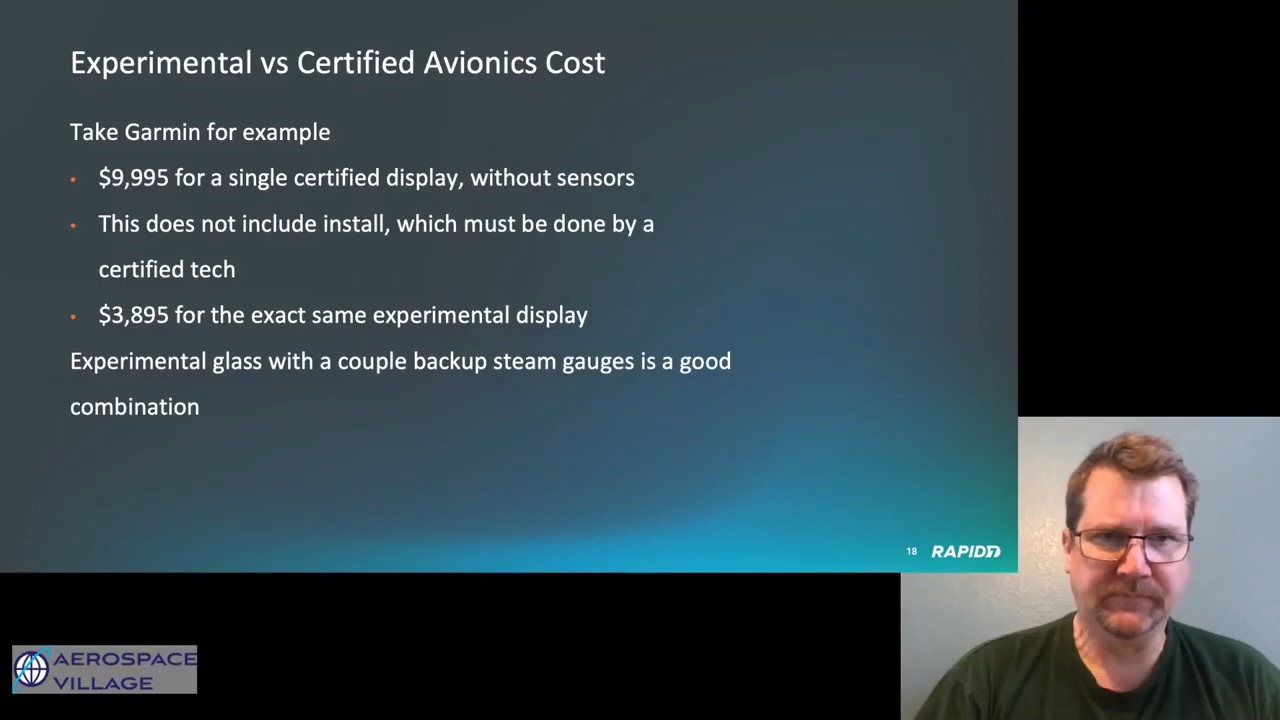 Experimental vs Certified Avionics Cost
Take Garmin for example
• $9,995 for a single certified display, without sensors
• This does not include install, which must be done by a
certified tech
• $3,895 for the exact same experimental display
Experimental glass with a couple backup steam gauges is a good
combination
18 RAPID7
AEROSPACE
VILLAGE